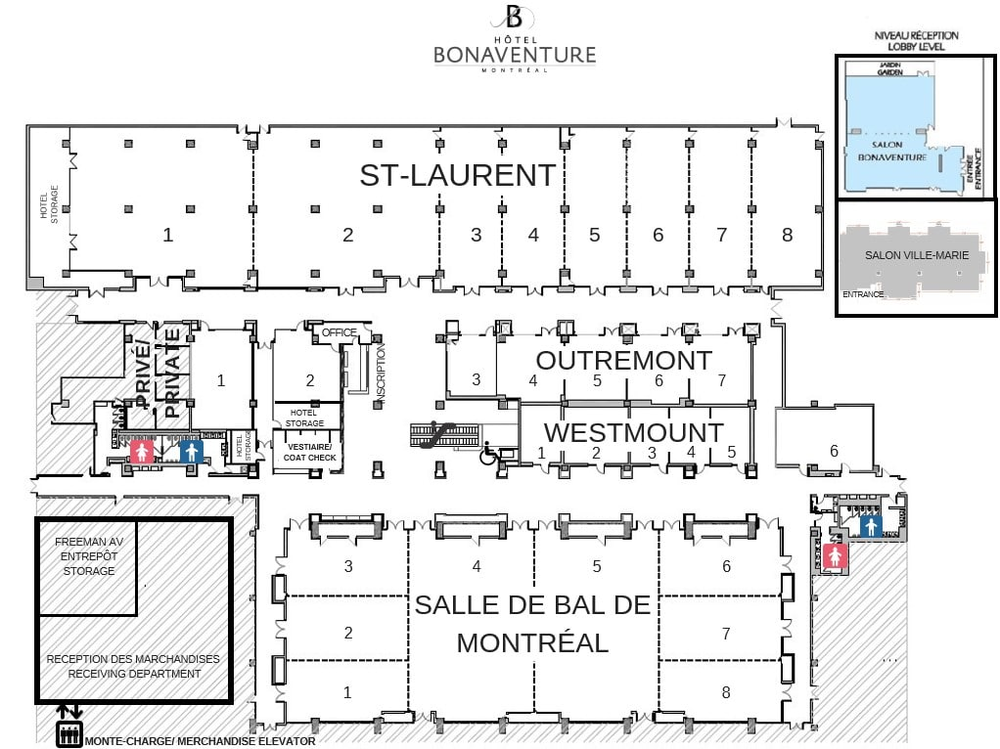 B
HÔTEL
BONAVENTURE
MONTRÉAL
NIVEAU RÉCEPTION
LOBBY LEVEL
JARDIN
GARDEN
SALON
BONAVENTURE
ENTRÉE
ENTRANCE
SALON VILLE-MARIE
ENTRANCE
ST-LAURENT
HOTEL
STORAGE
1
2
3
4
5
6
7
8
PRIVÉ/
PRIVATE
1
2
OFFICE
INSCRIPTION
HOTEL
STORAGE
HOTEL
STORAGE
VESTIAIRE/
COAT CHECK
OUTREMONT
3
4
5
6
7
WESTMOUNT
1
2
3
4
5
6
FREEMAN AV
ENTREPÔT
STORAGE
RECEPTION DES MARCHANDISES
RECEIVING DEPARTMENT
MONTE-CHARGE/ MERCHANDISE ELEVATOR
3
4
5
6
SALLE DE BAL DE
MONTRÉAL
2
7
1
8